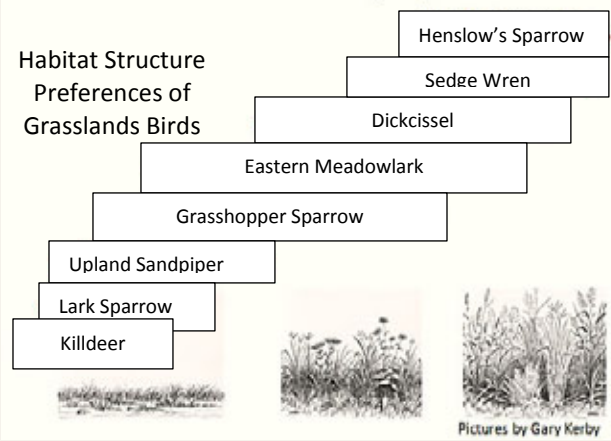 Habitat Structure
Preferences of
Grasslands Birds
Henslow's Sparrow
Sedge Wren
Dickcissel
Eastern Meadowlark
Grasshopper Sparrow
Upland Sandpiper
Lark Sparrow
Killdeer
Pictures by Gary Kerby